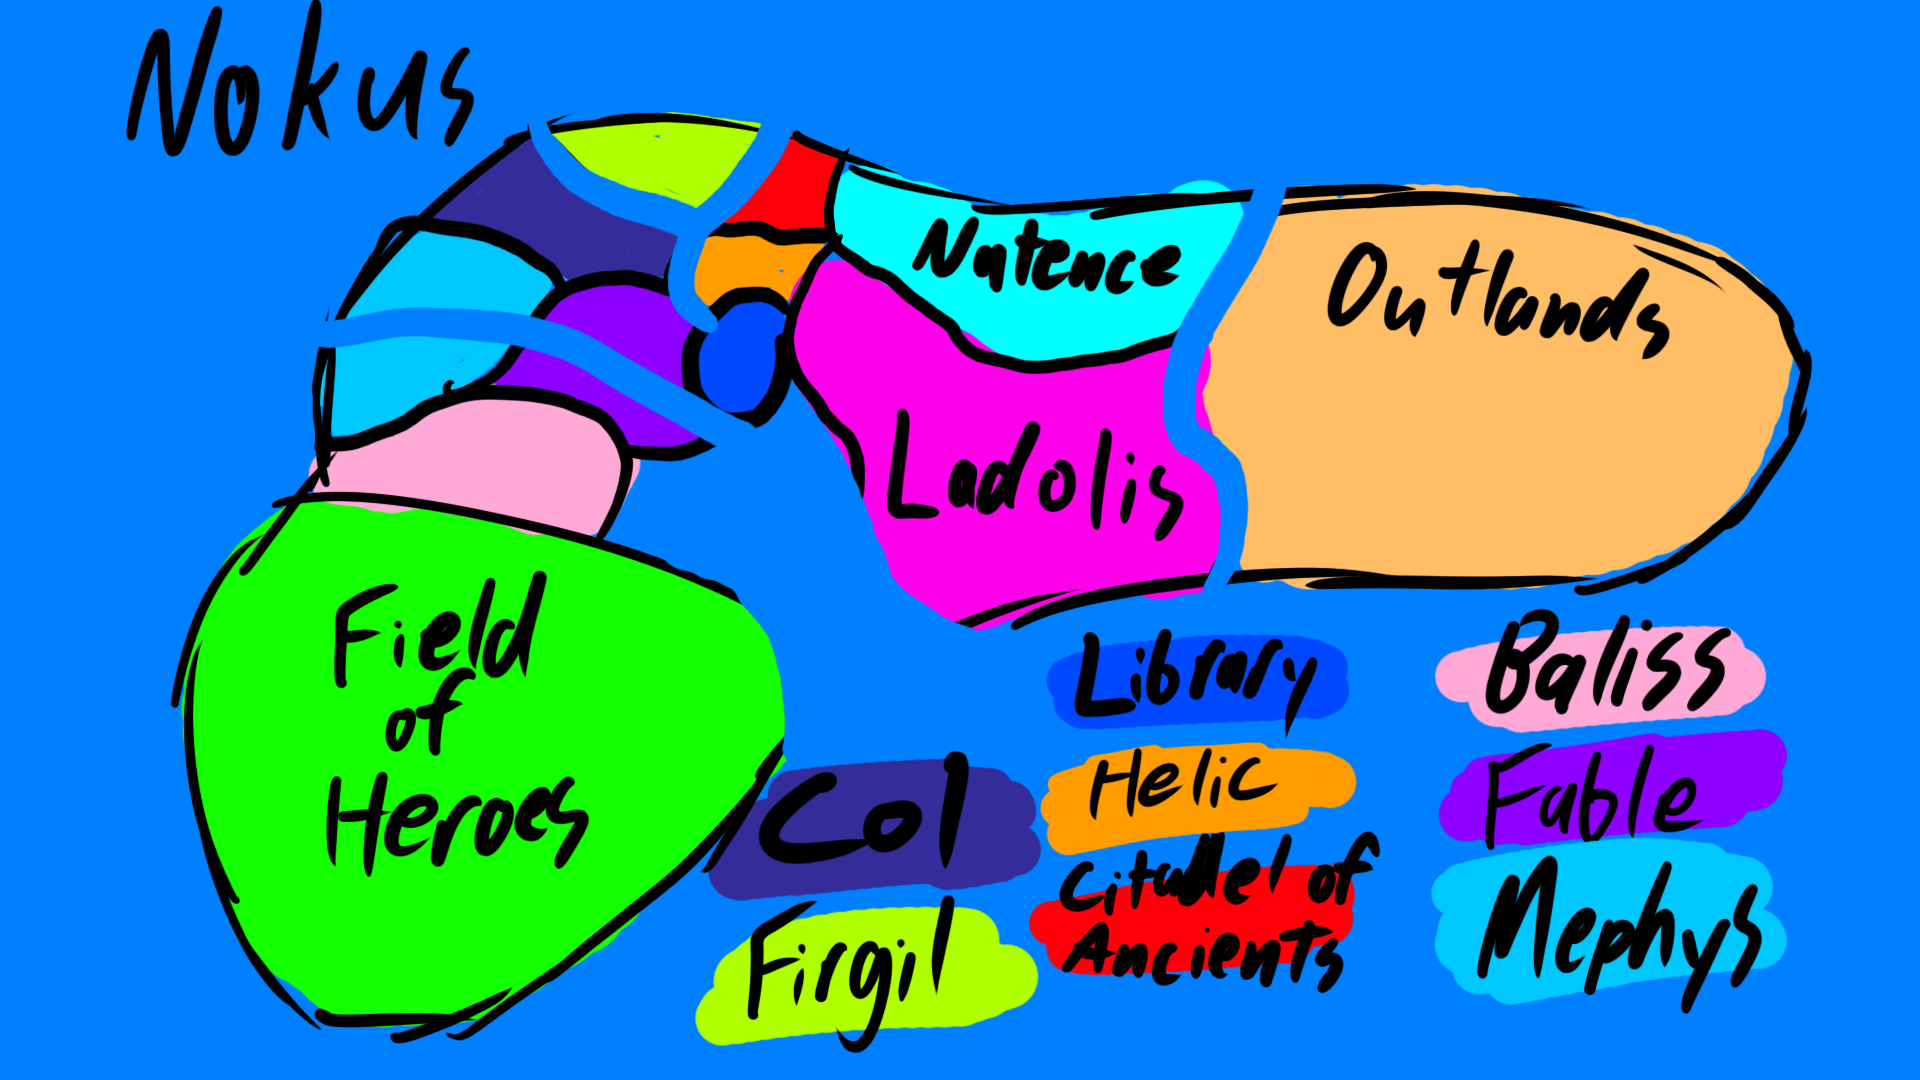 Nokus
Natence
Outlands
Ladolis
Field
of
Heroes
Col
Firgil
Library
Helic
Citadel of
Ancients
Baliss
Fable
Mephys